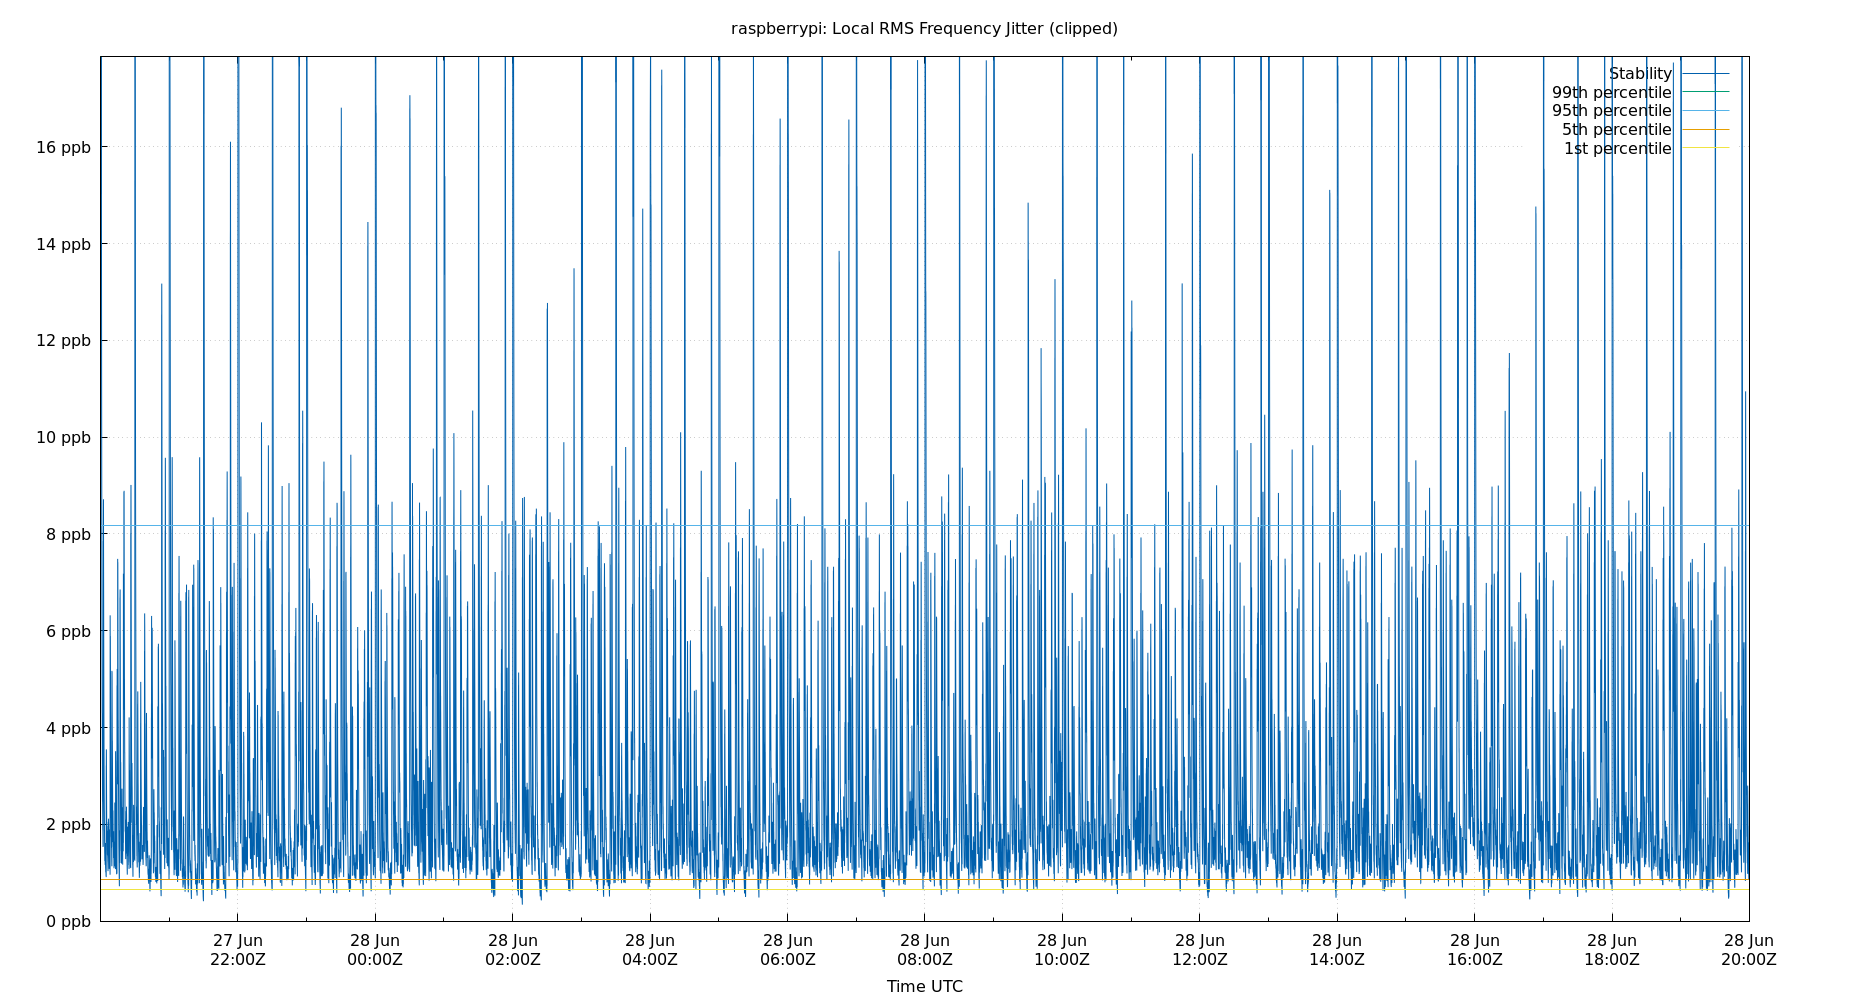 raspberrypi: Local RMS Frequency Jitter (clipped)
Stability
99th percentile
95th percentile
5th percentile
1st percentile
16 ppb
14 ppb
12 ppb
10 ppb
8 ppb
6 ppb
4 ppb
2 ppb
0 ppb
27 Jun 28 Jun 28 Jun 28 Jun 28 Jun 28 Jun 28 Jun 28 Jun 28 Jun 28 Jun 28 Jun 28 Jun
22:00Z 00:00Z 02:00Z 04:00Z 06:00Z 08:00Z 10:00Z 12:00Z 14:00Z 16:00Z 18:00Z 20:00Z
Time UTC